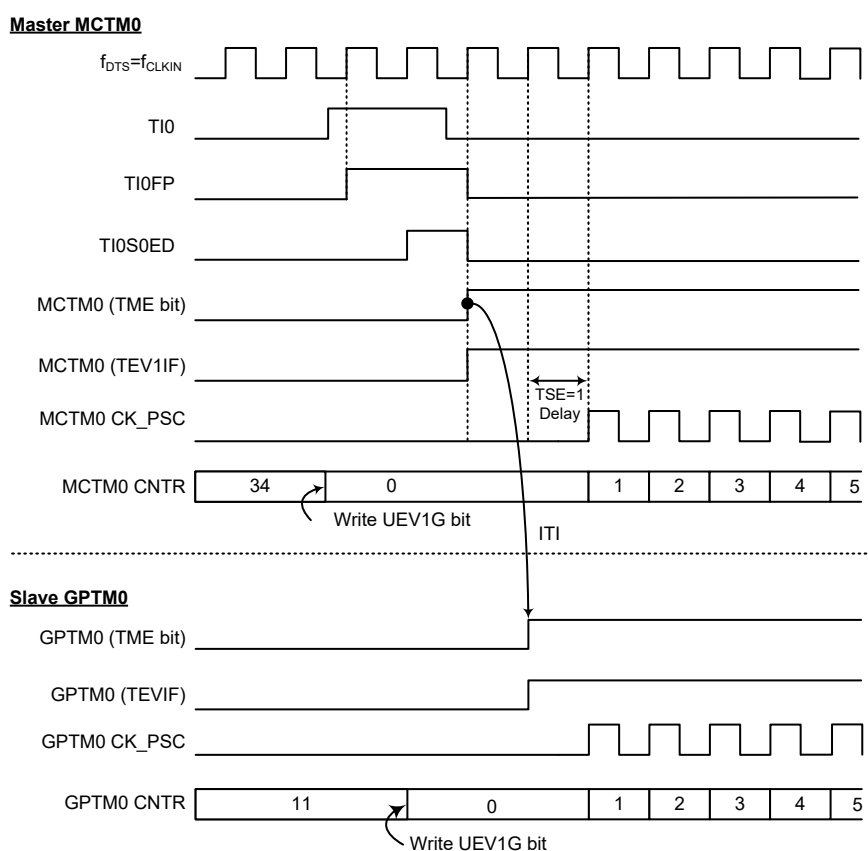 Master MCTM0
fDTS=fCLKIN
TI0
TI0FP
TI0S0ED
MCTM0 (TME bit)
MCTM0 (TEV1IF)
TSE=1
Delay
MCTM0 CK_PSC
MCTM0 CNTR 34 0 1 2 3 4 5
Write UEV1G bit
ITI
Slave GPTM0
GPTM0 (TME bit)
GPTM0 (TEVIF)
GPTM0 CK_PSC
GPTM0 CNTR 11 0 1 2 3 4 5
Write UEV1G bit